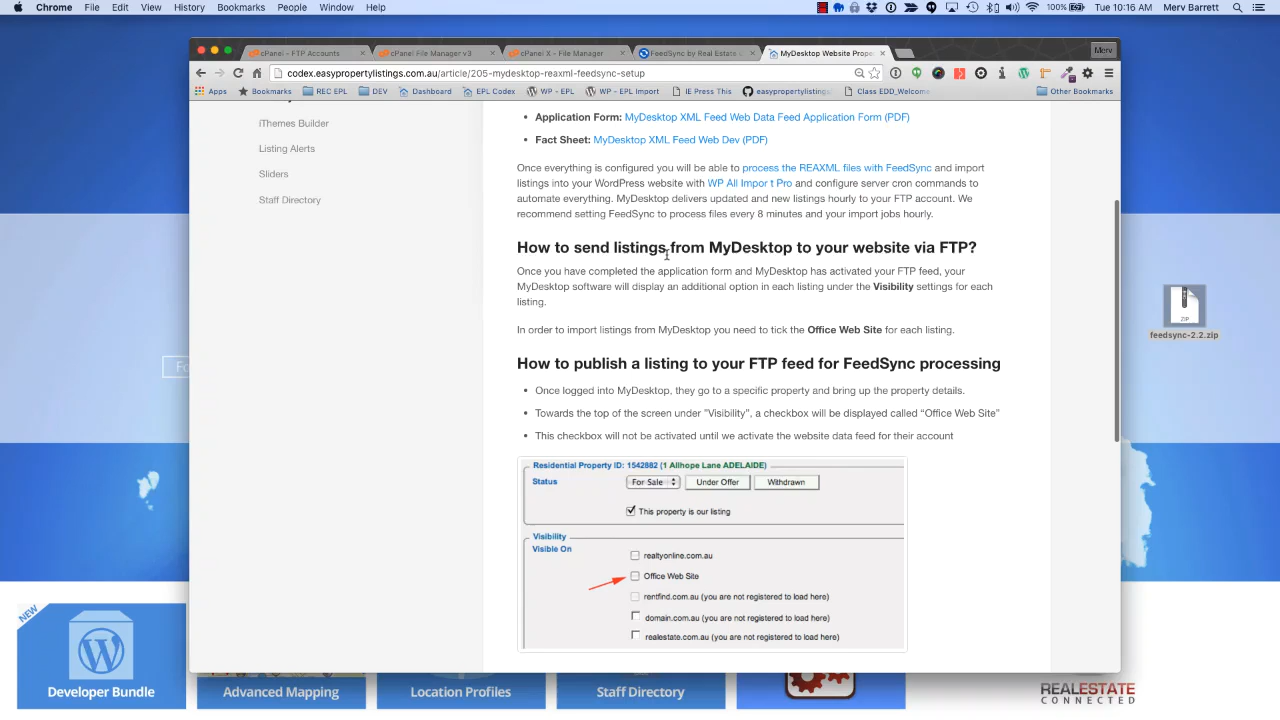 Chrome File Edit View History Bookmarks People Window Help 100% Tue 10:16 AM Merv Barrett
cPanel - FTP Accounts cPanel File Manager v3 cPanel X - File Manager FeedSync by Real Estate MyDesktop Website Prope Merv
codex.easypropertylistings.com.au/article/205-mydesktop-reaxml-feedsync-setup
Apps Bookmarks REC EPL DEV Dashboard EPL Codex WP - EPL WP - EPL Import IE Press This easypropertylistings Class EDD_Welcome Other Bookmarks
iThemes Builder
Listing Alerts
Sliders
Staff Directory
Application Form: MyDesktop XML Feed Web Data Feed Application Form (PDF)
Fact Sheet: MyDesktop XML Feed Web Dev (PDF)
Once everything is configured you will be able to process the REAXML files with FeedSync and import
listings into your WordPress website with WP All Impor t Pro and configure server cron commands to
automate everything. MyDesktop delivers updated and new listings hourly to your FTP account. We
recommend setting FeedSync to process files every 8 minutes and your import jobs hourly.
How to send listings from MyDesktop to your website via FTP?
Once you have completed the application form and MyDesktop has activated your FTP feed, your
MyDesktop software will display an additional option in each listing under the Visibility settings for each
listing.
In order to import listings from MyDesktop you need to tick the Office Web Site for each listing.
How to publish a listing to your FTP feed for FeedSync processing
Once logged into MyDesktop, they go to a specific property and bring up the property details.
Towards the top of the screen under "Visibility", a checkbox will be displayed called “Office Web Site”
This checkbox will not be activated until we activate the website data feed for their account
Residential Property ID: 1542882 (1 Allhope Lane ADELAIDE)
Status For Sale Under Offer Withdrawn
This property is our listing
Visibility
Visible On realtyonline.com.au
Office Web Site
rentfind.com.au (you are not registered to load here)
domain.com.au (you are not registered to load here)
realestate.com.au (you are not registered to load here)
ZIP
feedsync-2.2.zip
Fo
NEW
Developer Bundle
Advanced Mapping
Location Profiles
Staff Directory
REALESTATE
CONNECTED